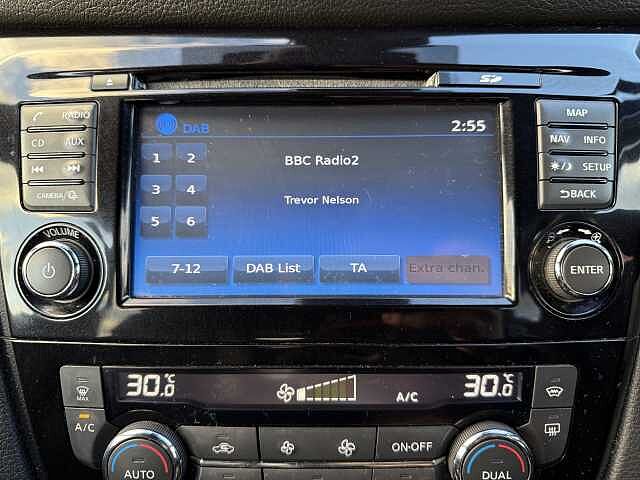 SD
RADIO
CD AUX
CAMERA/
VOLUME
DAB
2:55
1 2
3 4
5 6
BBC Radio2
Trevor Nelson
7-12
DAB List
TA
Extra chan.
MAP
NAV INFO
SETUP
BACK
ENTER
30.0°C
A/C
30.0°C
MAX
A/C
AUTO
ON·OFF
DUAL